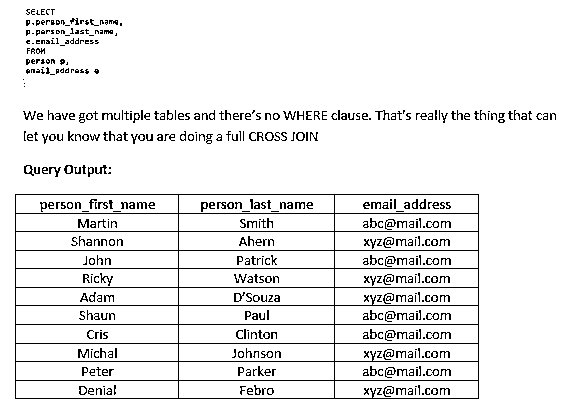 SELECT
p.person_first_name,
p.person_last_name,
e.email_address
FROM
person p,
email_address e
;
We have got multiple tables and there's no WHERE clause. That's really the thing that can
let you know that you are doing a full CROSS JOIN
Query Output:
person_first_name person_last_name email_address
Martin Smith abc@mail.com
Shannon Ahern xyz@mail.com
John Patrick abc@mail.com
Ricky Watson xyz@mail.com
Adam D'Souza xyz@mail.com
Shaun Paul abc@mail.com
Cris Clinton abc@mail.com
Michal Johnson xyz@mail.com
Peter Parker abc@mail.com
Denial Febro xyz@mail.com